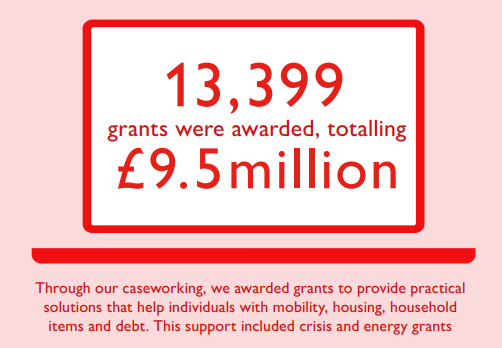 13,399
grants were awarded, totalling
£9.5million
Through our caseworking, we awarded grants to provide practical
solutions that help individuals with mobility, housing, household
items and debt. This support included crisis and energy grants